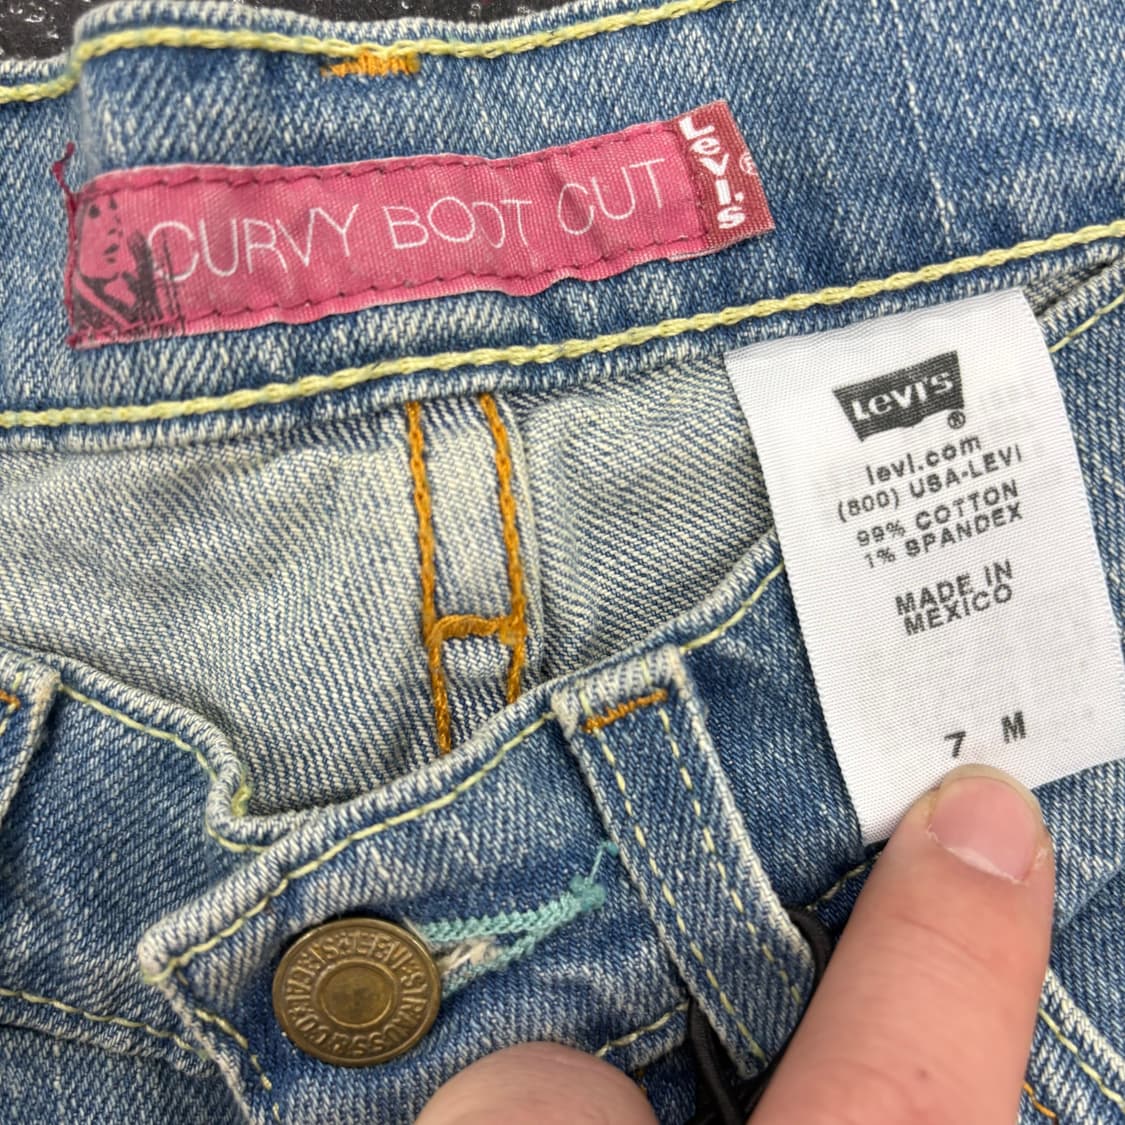 CURVY BOOT CUT
Levi's®
Levi's
®
levi.com
(800) USA-LEVI
99% COTTON
1% SPANDEX
MADE IN
MEXICO
7 M